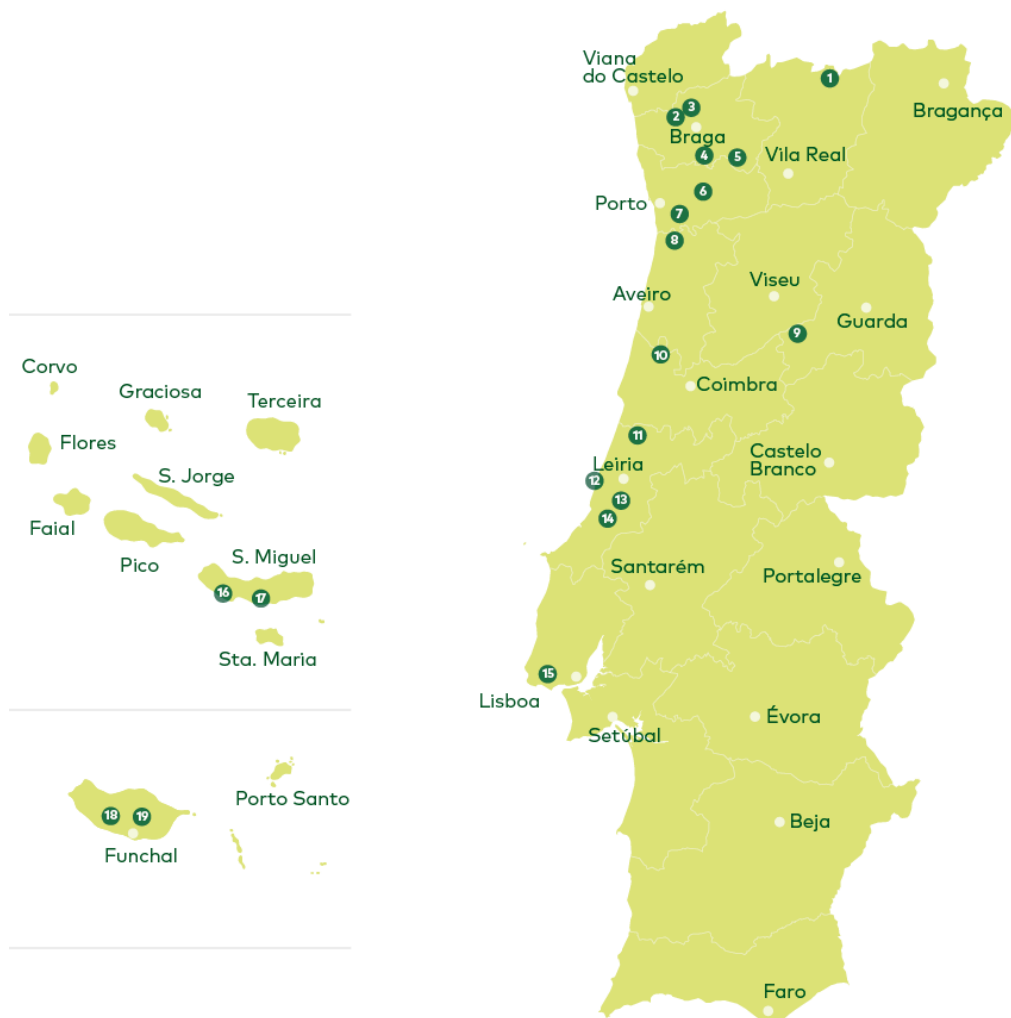 Viana
do Castelo
1
Bragança
3
2
Braga
4
5
Vila Real
6
Porto
7
8
Viseu
Aveiro
Guarda
9
10
Coimbra
11
Castelo
Branco
Leiria
12
13
14
Santarém
Portalegre
15
Lisboa
Setúbal
Évora
Beja
Faro
Corvo
Graciosa
Terceira
Flores
S. Jorge
Faial
Pico
S. Miguel
16
17
Sta. Maria
Porto Santo
18
19
Funchal